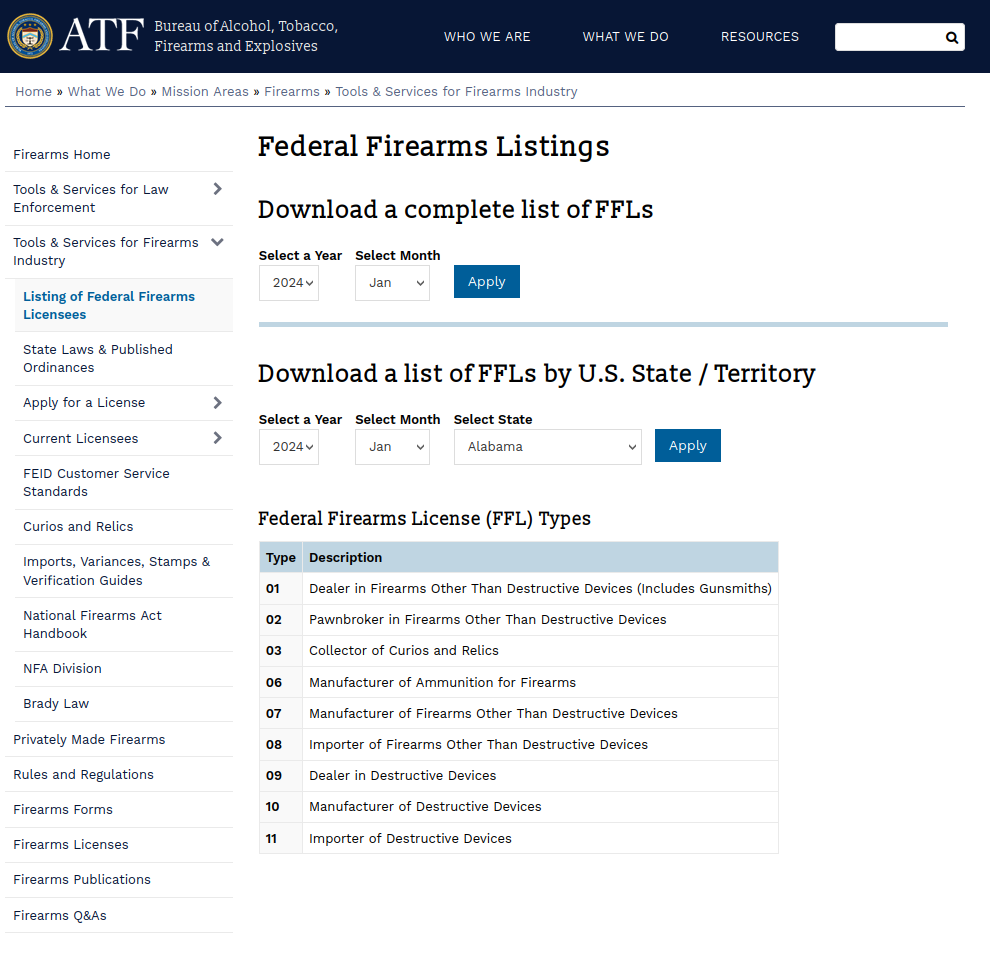 ATF
Bureau of Alcohol, Tobacco,
Firearms and Explosives
WHO WE ARE
WHAT WE DO
RESOURCES
Home » What We Do » Mission Areas » Firearms » Tools & Services for Firearms Industry
Firearms Home
Tools & Services for Law
Enforcement
Tools & Services for Firearms
Industry
Listing of Federal Firearms
Licensees
State Laws & Published
Ordinances
Apply for a License
Current Licensees
FEID Customer Service
Standards
Curios and Relics
Imports, Variances, Stamps &
Verification Guides
National Firearms Act
Handbook
NFA Division
Brady Law
Privately Made Firearms
Rules and Regulations
Firearms Forms
Firearms Licenses
Firearms Publications
Firearms Q&As
Federal Firearms Listings
Download a complete list of FFLs
Select a Year Select Month
2024 Jan Apply
Download a list of FFLs by U.S. State / Territory
Select a Year Select Month Select State
2024 Jan Alabama Apply
Federal Firearms License (FFL) Types
Type Description
01 Dealer in Firearms Other Than Destructive Devices (Includes Gunsmiths)
02 Pawnbroker in Firearms Other Than Destructive Devices
03 Collector of Curios and Relics
06 Manufacturer of Ammunition for Firearms
07 Manufacturer of Firearms Other Than Destructive Devices
08 Importer of Firearms Other Than Destructive Devices
09 Dealer in Destructive Devices
10 Manufacturer of Destructive Devices
11 Importer of Destructive Devices